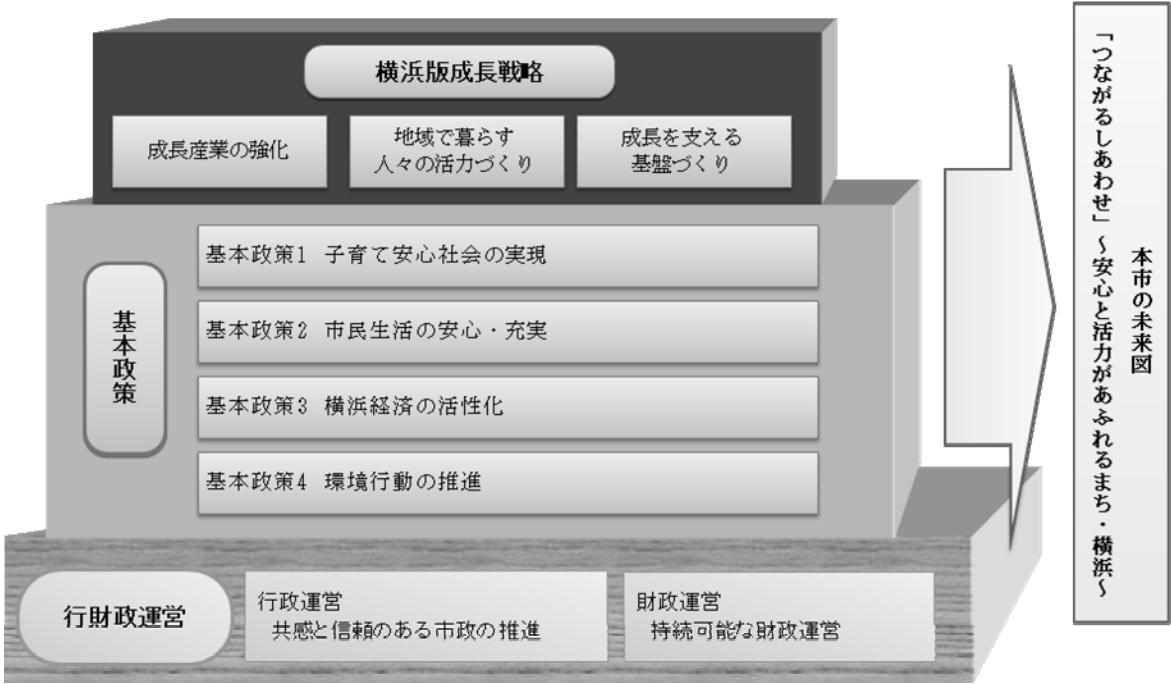 横浜版成長戦略
成長産業の強化
地域で暮らす
人々の活力づくり
成長を支える
基盤づくり
基本政策
基本政策1 子育て安心社会の実現
基本政策2 市民生活の安心・充実
基本政策3 横浜経済の活性化
基本政策4 環境行動の推進
行財政運営
行政運営
共感と信頼のある市政の推進
財政運営
持続可能な財政運営
本市の未来図
「つながるしあわせ」～安心と活力があふれるまち・横浜～